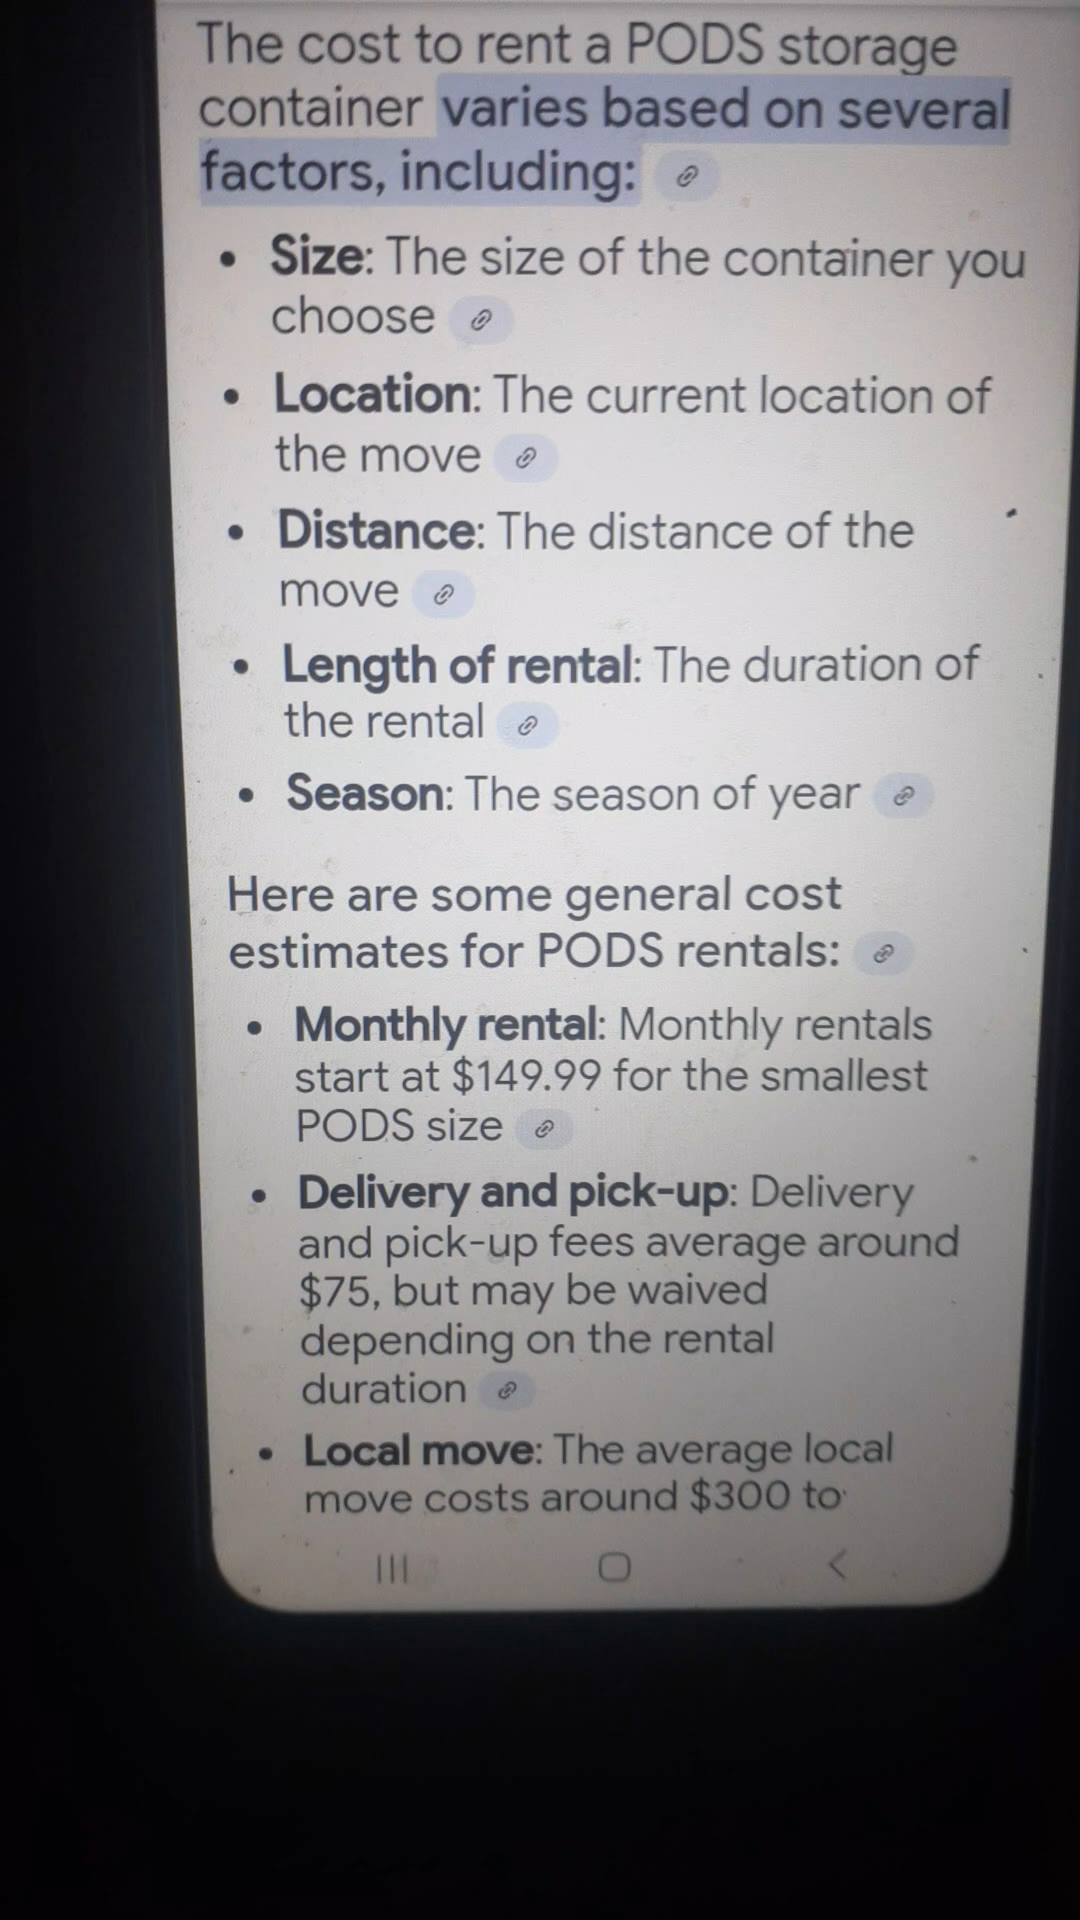 The cost to rent a PODS storage
container varies based on several
factors, including:
• Size: The size of the container you
choose
• Location: The current location of
the move
• Distance: The distance of the
move
• Length of rental: The duration of
the rental
• Season: The season of year
Here are some general cost
estimates for PODS rentals:
• Monthly rental: Monthly rentals
start at $149.99 for the smallest
PODS size
• Delivery and pick-up: Delivery
and pick-up fees average around
$75, but may be waived
depending on the rental
duration
• Local move: The average local
move costs around $300 to